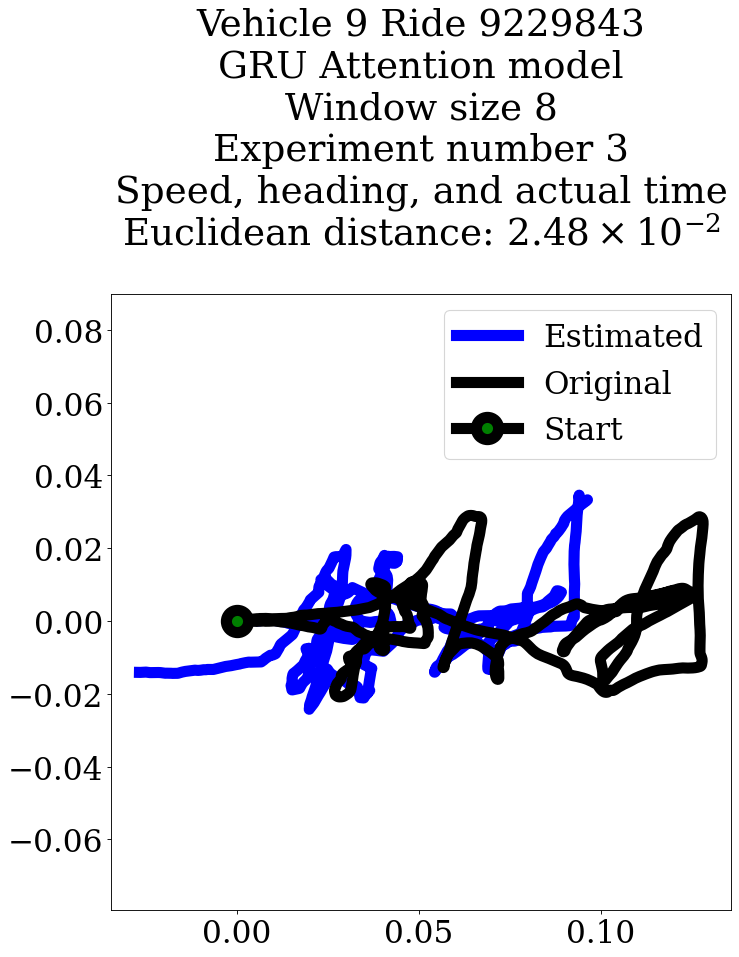 Vehicle 9 Ride 9229843
GRU Attention model
Window size 8
Experiment number 3
Speed, heading, and actual time
Euclidean distance: 2.48 × 10⁻²
Estimated
Original
Start
0.08
0.06
0.04
0.02
0.00
−0.02
−0.04
−0.06
0.00 0.05 0.10